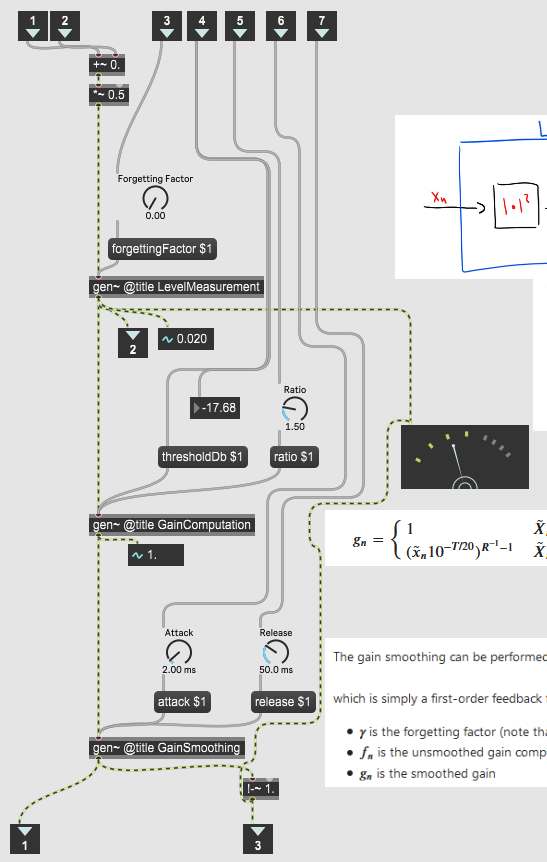 1 2 3 4 5 6 7
+~ 0.
*~ 0.5
Forgetting Factor
0.00
xₙ |·|²
forgettingFactor $1
gen~ @title LevelMeasurement
2
0.020
Ratio
-17.68
1.50
thresholdDb $1 ratio $1
gen~ @title GainComputation
1.
gₙ = { 1
(x̃ₙ10^{-T/20})^{R^{-1}-1}
Attack Release
2.00 ms 50.0 ms
The gain smoothing can be performed
attack $1 release $1
which is simply a first-order feedback
• γ is the forgetting factor (note
gen~ @title GainSmoothing
• fₙ is the unsmoothed gain
• gₙ is the smoothed gain
!-~ 1.
1 3